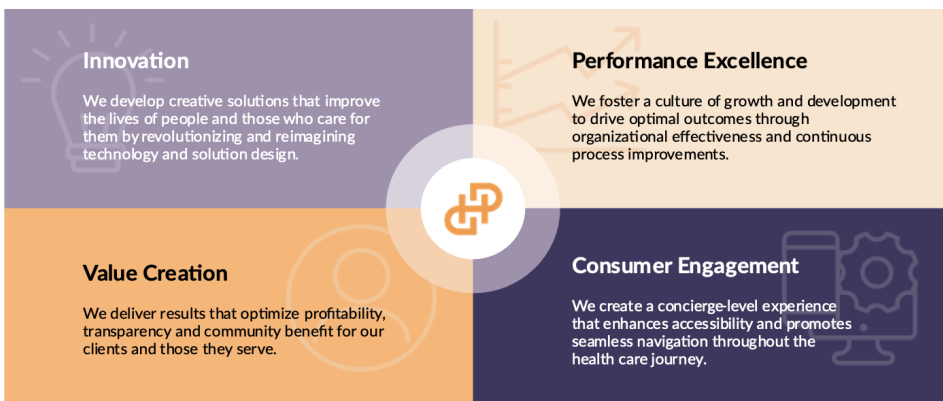 Innovation
We develop creative solutions that improve
the lives of people and those who care for
them by revolutionizing and reimagining
technology and solution design.
Performance Excellence
We foster a culture of growth and development
to drive optimal outcomes through
organizational effectiveness and continuous
process improvements.
Value Creation
We deliver results that optimize profitability,
transparency and community benefit for our
clients and those they serve.
Consumer Engagement
We create a concierge-level experience
that enhances accessibility and promotes
seamless navigation throughout the
health care journey.